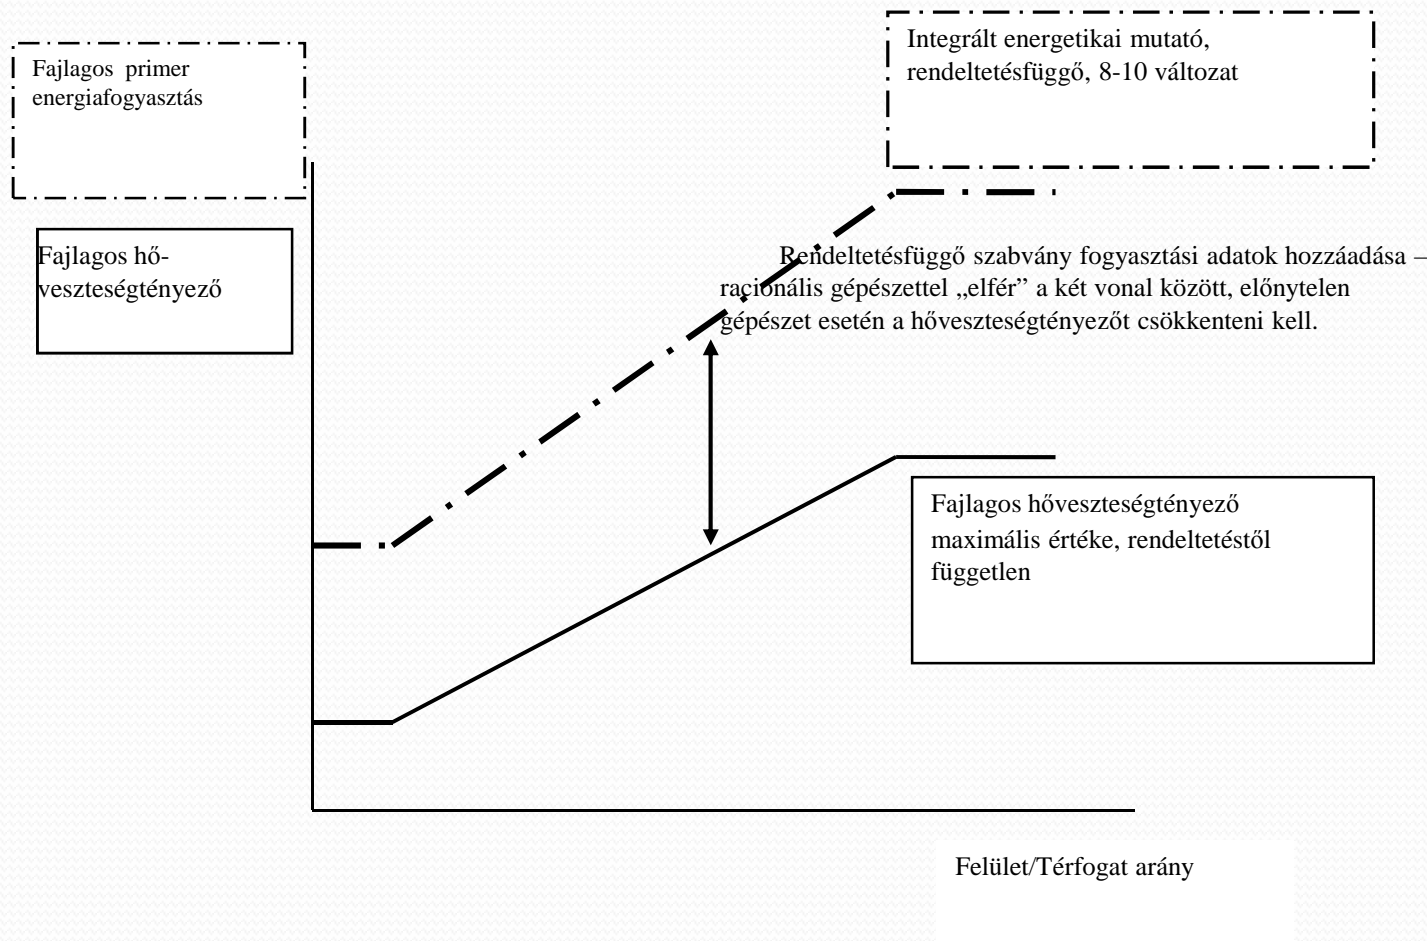 Fajlagos primer
energiafogyasztás
Integrált energetikai mutató,
rendeltetésfüggő, 8-10 változat
Fajlagos hő-
veszteségtényező
Rendeltetésfüggő szabvány fogyasztási adatok hozzáadása –
racionális gépészettel „elfér” a két vonal között, előnytelen
gépészet esetén a hőveszteségtényezőt csökkenteni kell.
Fajlagos hőveszteségtényező
maximális értéke, rendeltetéstől
független
Felület/Térfogat arány